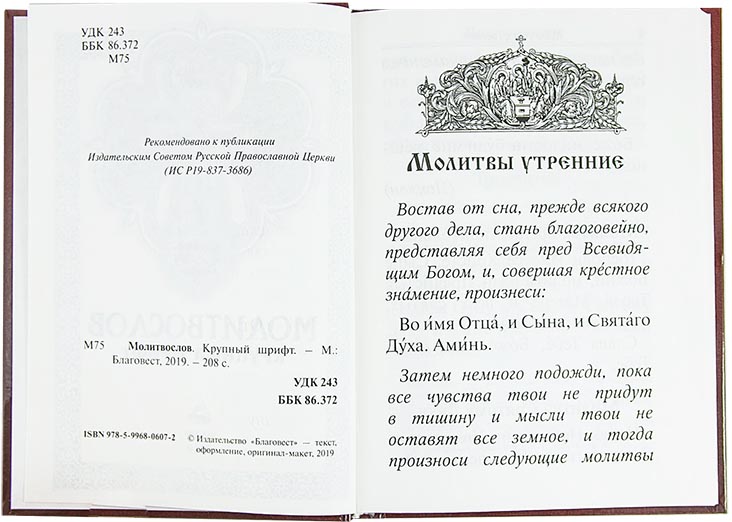 УДК 243
ББК 86.372
М75
Рекомендовано к публикации
Издательским Советом Русской Православной Церкви
(ИС Р19-837-3686)
М75 Молитвослов. Крупный шрифт. – М.:
Благовест, 2019. – 208 с.
УДК 243
ББК 86.372
ISBN 978-5-9968-0607-2
© Издательство «Благовест» – текст,
оформление, оригинал-макет, 2019
Молитвы утренние
Востав от сна, прежде всякого
другого дела, стань благоговейно,
представляя себя пред Всевидя-
щим Богом, и, совершая кре́стное
зна́мение, произнеси:
Во и́мя Отца́, и Сы́на, и Свята́го
Ду́ха. Ами́нь.
Затем немного подожди, пока
все чувства твои не придут
в тишину и мысли твои не
оставят все земное, и тогда
произноси следующие молитвы